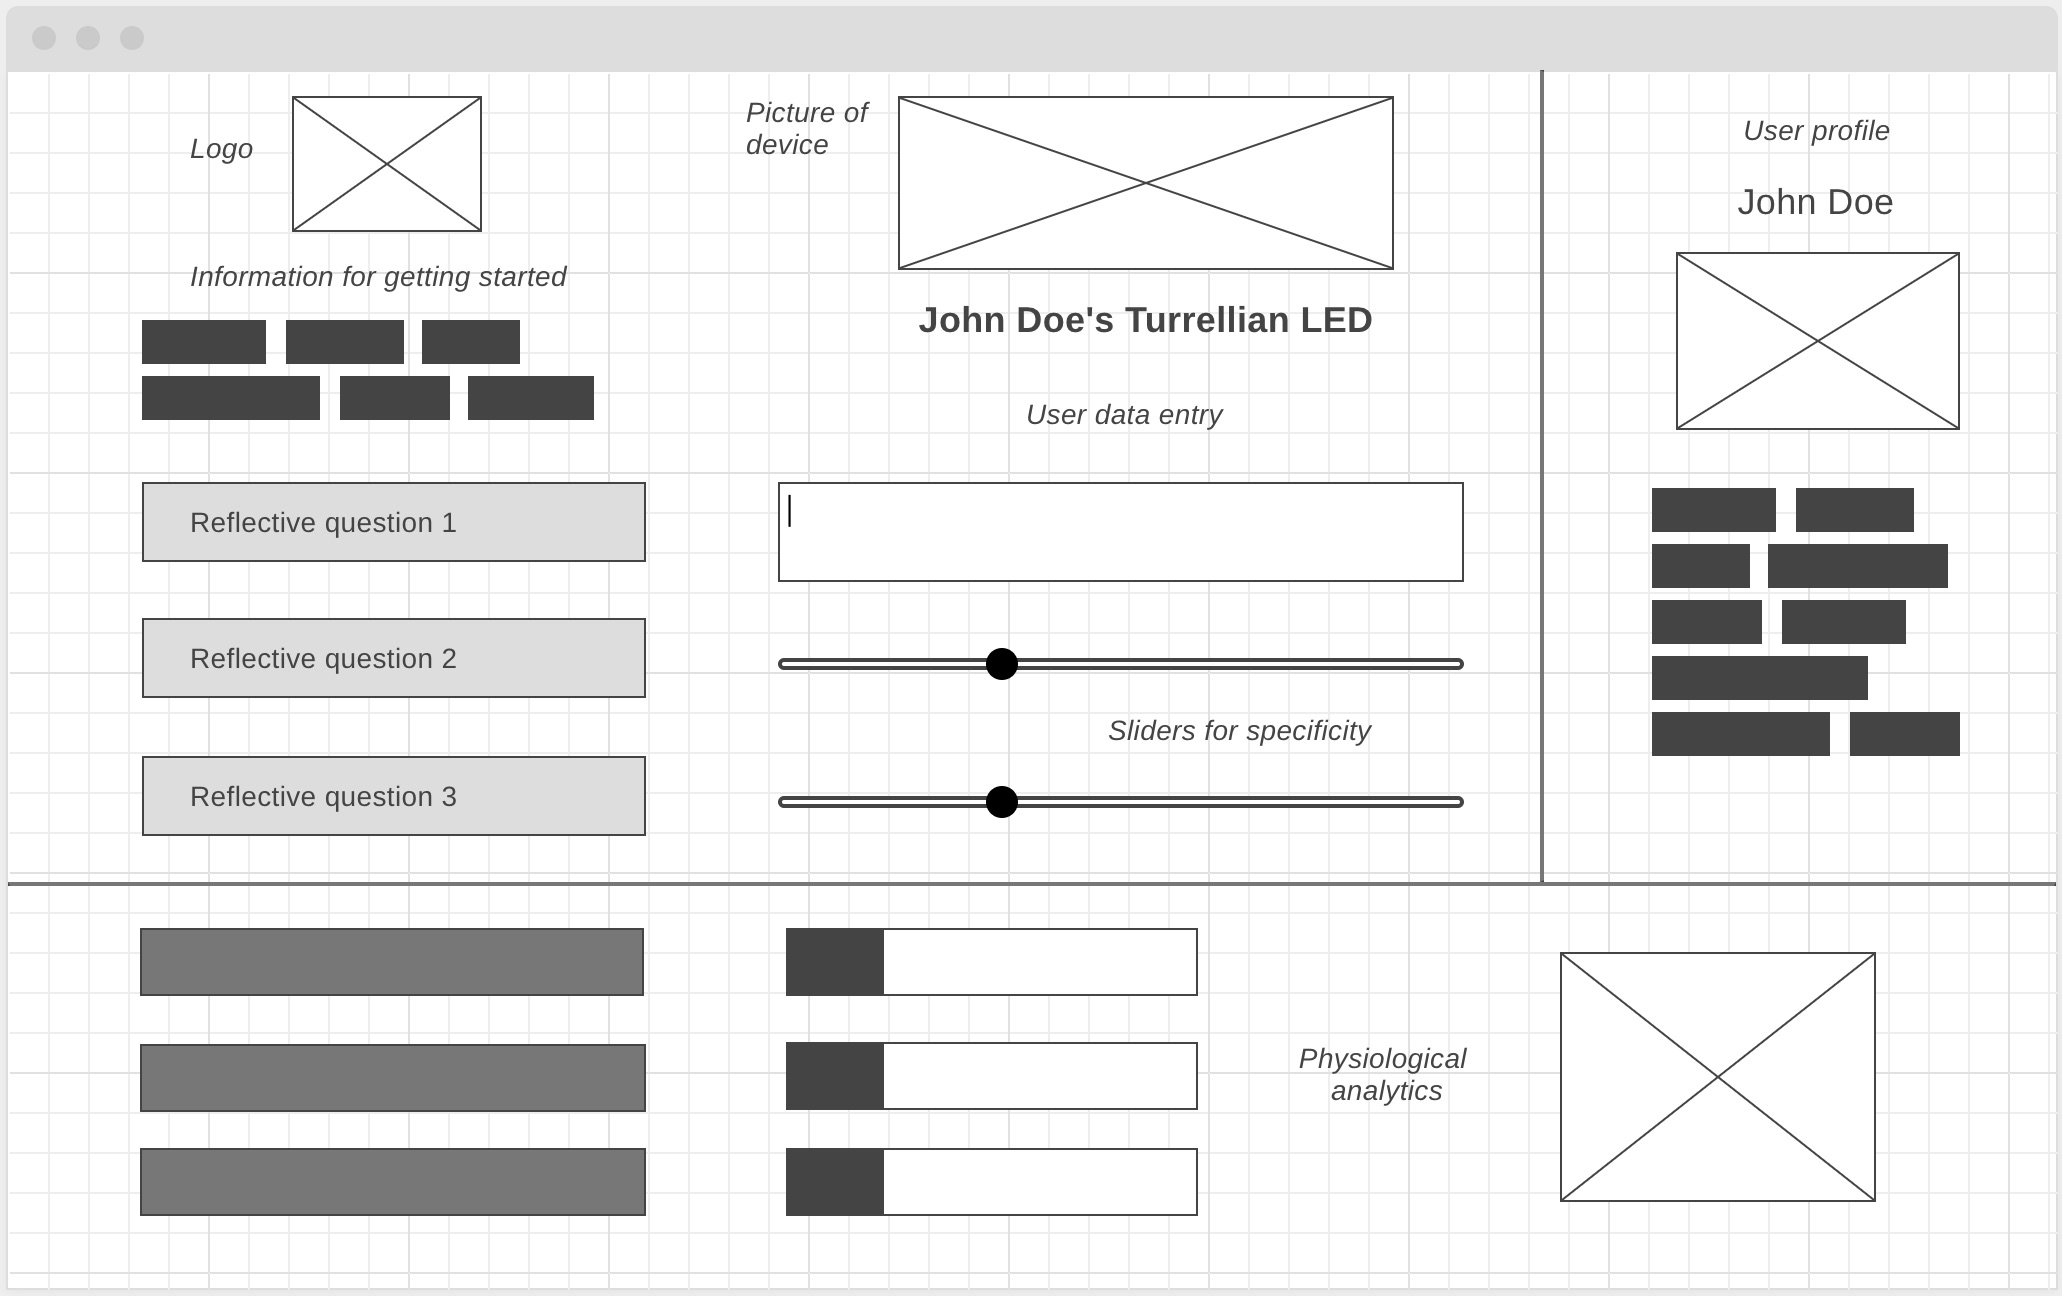 Logo
Information for getting started
Picture of
device
John Doe's Turrellian LED
User data entry
User profile
John Doe
Reflective question 1
Reflective question 2
Sliders for specificity
Reflective question 3
Physiological
analytics